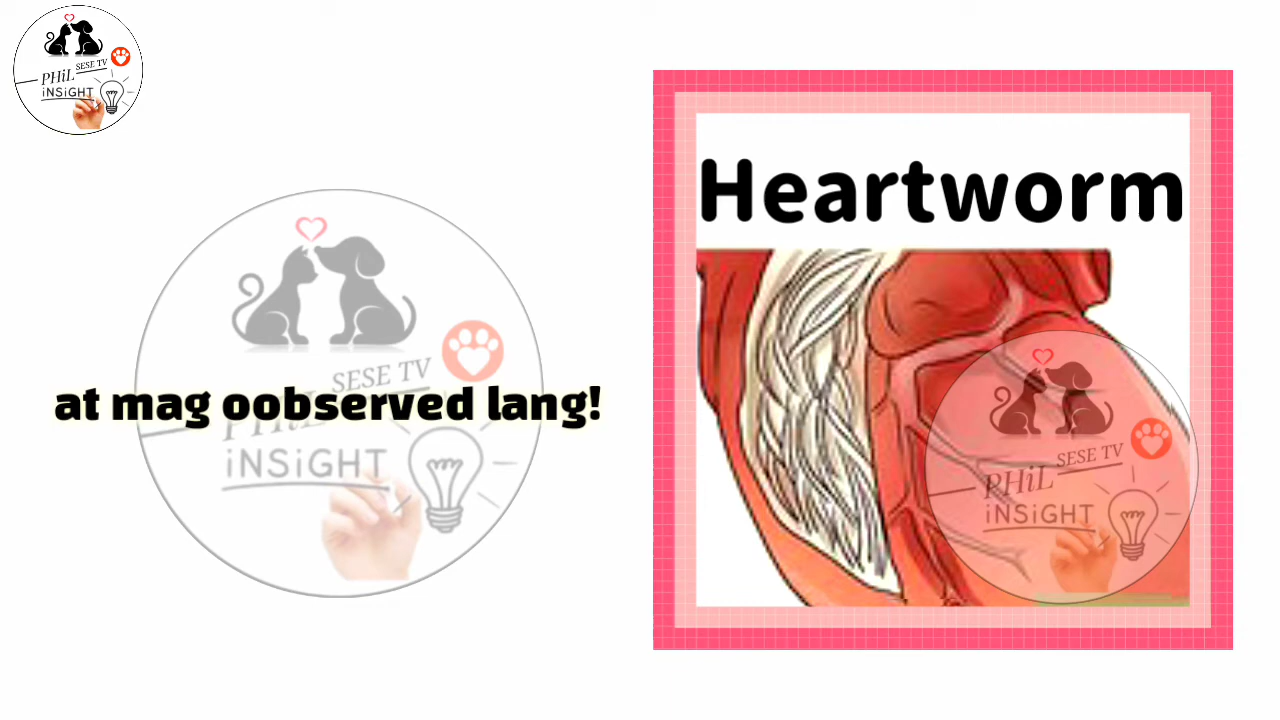 PHiL SESE TV
iNSiGHT
Heartworm
SESE TV
at mag oobserved lang!
PHiL
iNSiGHT
PHiL SESE TV
iNSiGHT